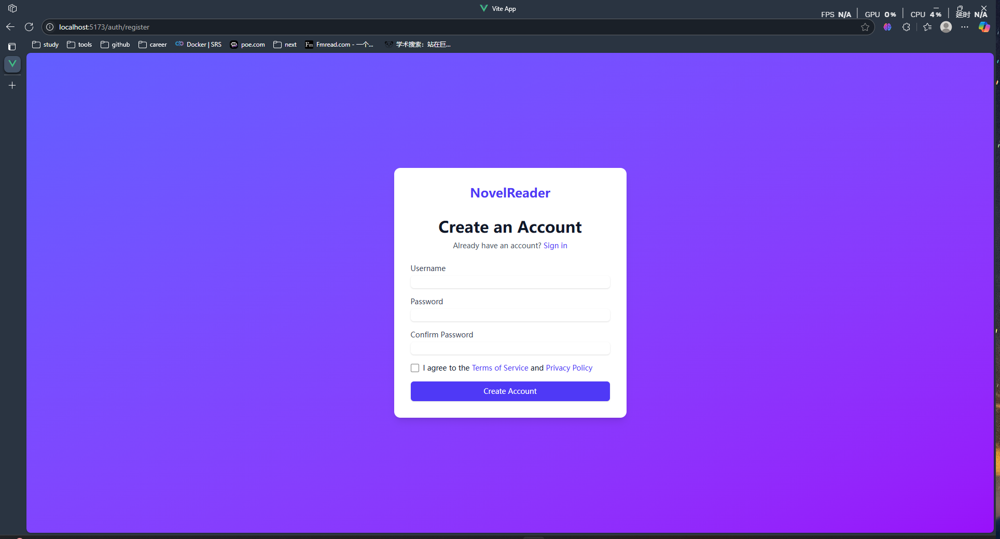 Vite App
FPS N/A GPU 0% CPU 4% 延时 N/A
localhost:5173/auth/register
study tools github career Docker | SRS poe.com next Fm Fmread.com - 一个... 学术搜索：站在巨...
NovelReader
Create an Account
Already have an account? Sign in
Username
Password
Confirm Password
I agree to the Terms of Service and Privacy Policy
Create Account